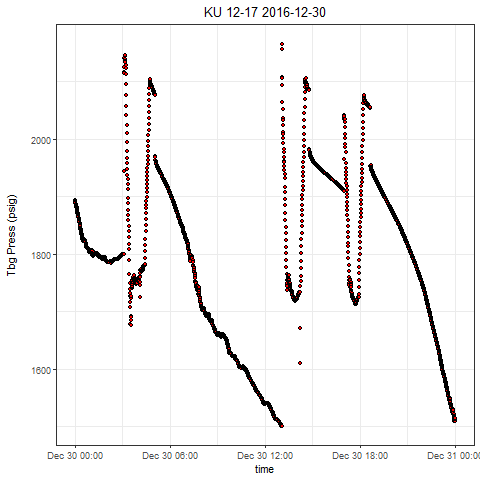 KU 12-17 2016-12-30
Tbg Press (psig)
2000
1800
1600
Dec 30 00:00 Dec 30 06:00 Dec 30 12:00 Dec 30 18:00 Dec 31 00:00
time